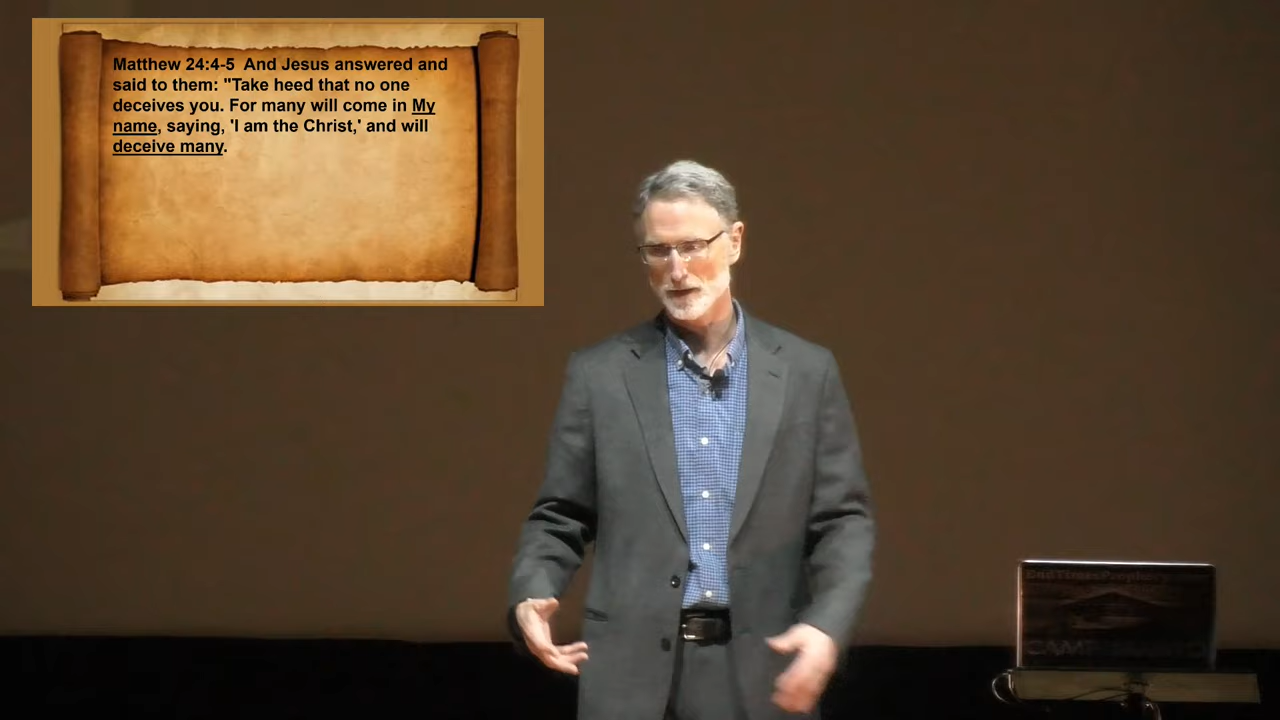 Matthew 24:4-5  And Jesus answered and
said to them: "Take heed that no one
deceives you. For many will come in My
name, saying, 'I am the Christ,' and will
deceive many.
EndTimesProphecy